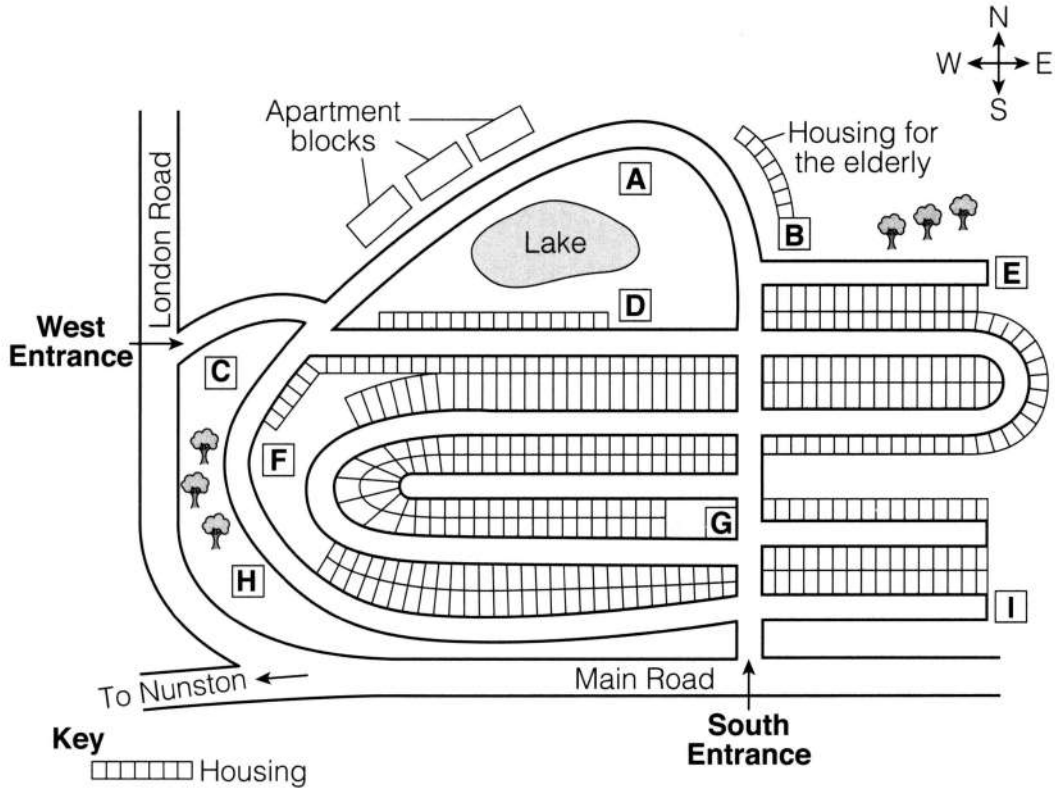 N
W E
S
Apartment
blocks
Housing for
the elderly
London Road
A
B
Lake
E
D
West
Entrance
C
F
G
H
I
Main Road
To Nunston
South
Entrance
Key
Housing